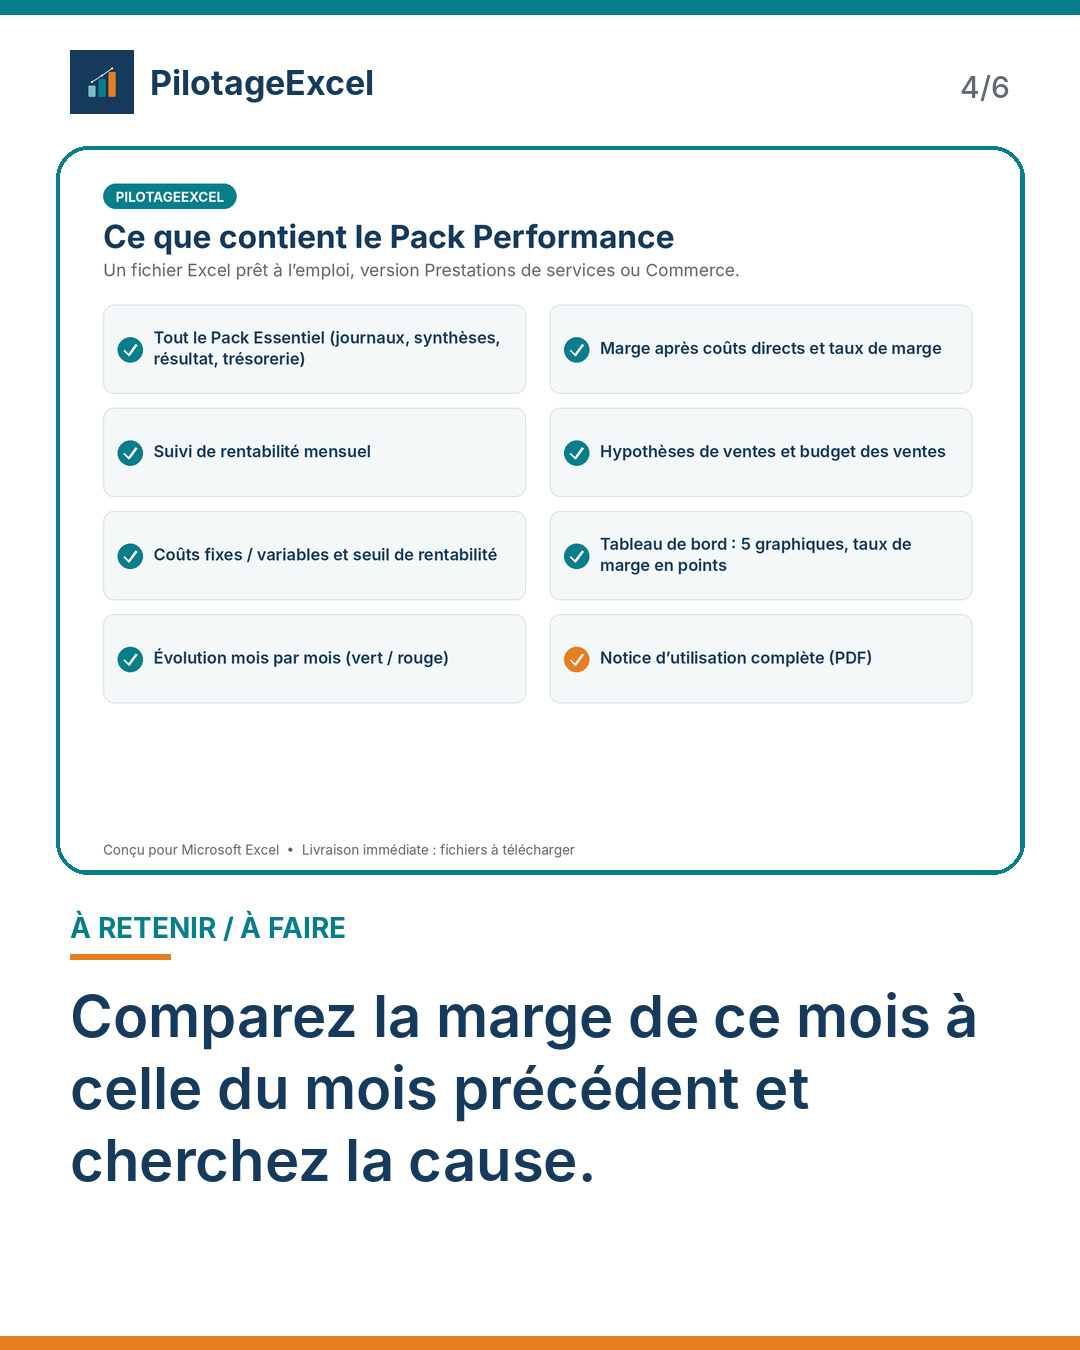 PilotageExcel
4/6
PILOTAGEEXCEL
Ce que contient le Pack Performance
Un fichier Excel prêt à l’emploi, version Prestations de services ou Commerce.
Tout le Pack Essentiel (journaux, synthèses,
résultat, trésorerie)
Marge après coûts directs et taux de marge
Suivi de rentabilité mensuel
Hypothèses de ventes et budget des ventes
Coûts fixes / variables et seuil de rentabilité
Tableau de bord : 5 graphiques, taux de
marge en points
Évolution mois par mois (vert / rouge)
Notice d’utilisation complète (PDF)
Conçu pour Microsoft Excel • Livraison immédiate : fichiers à télécharger
À RETENIR / À FAIRE
Comparez la marge de ce mois à
celle du mois précédent et
cherchez la cause.